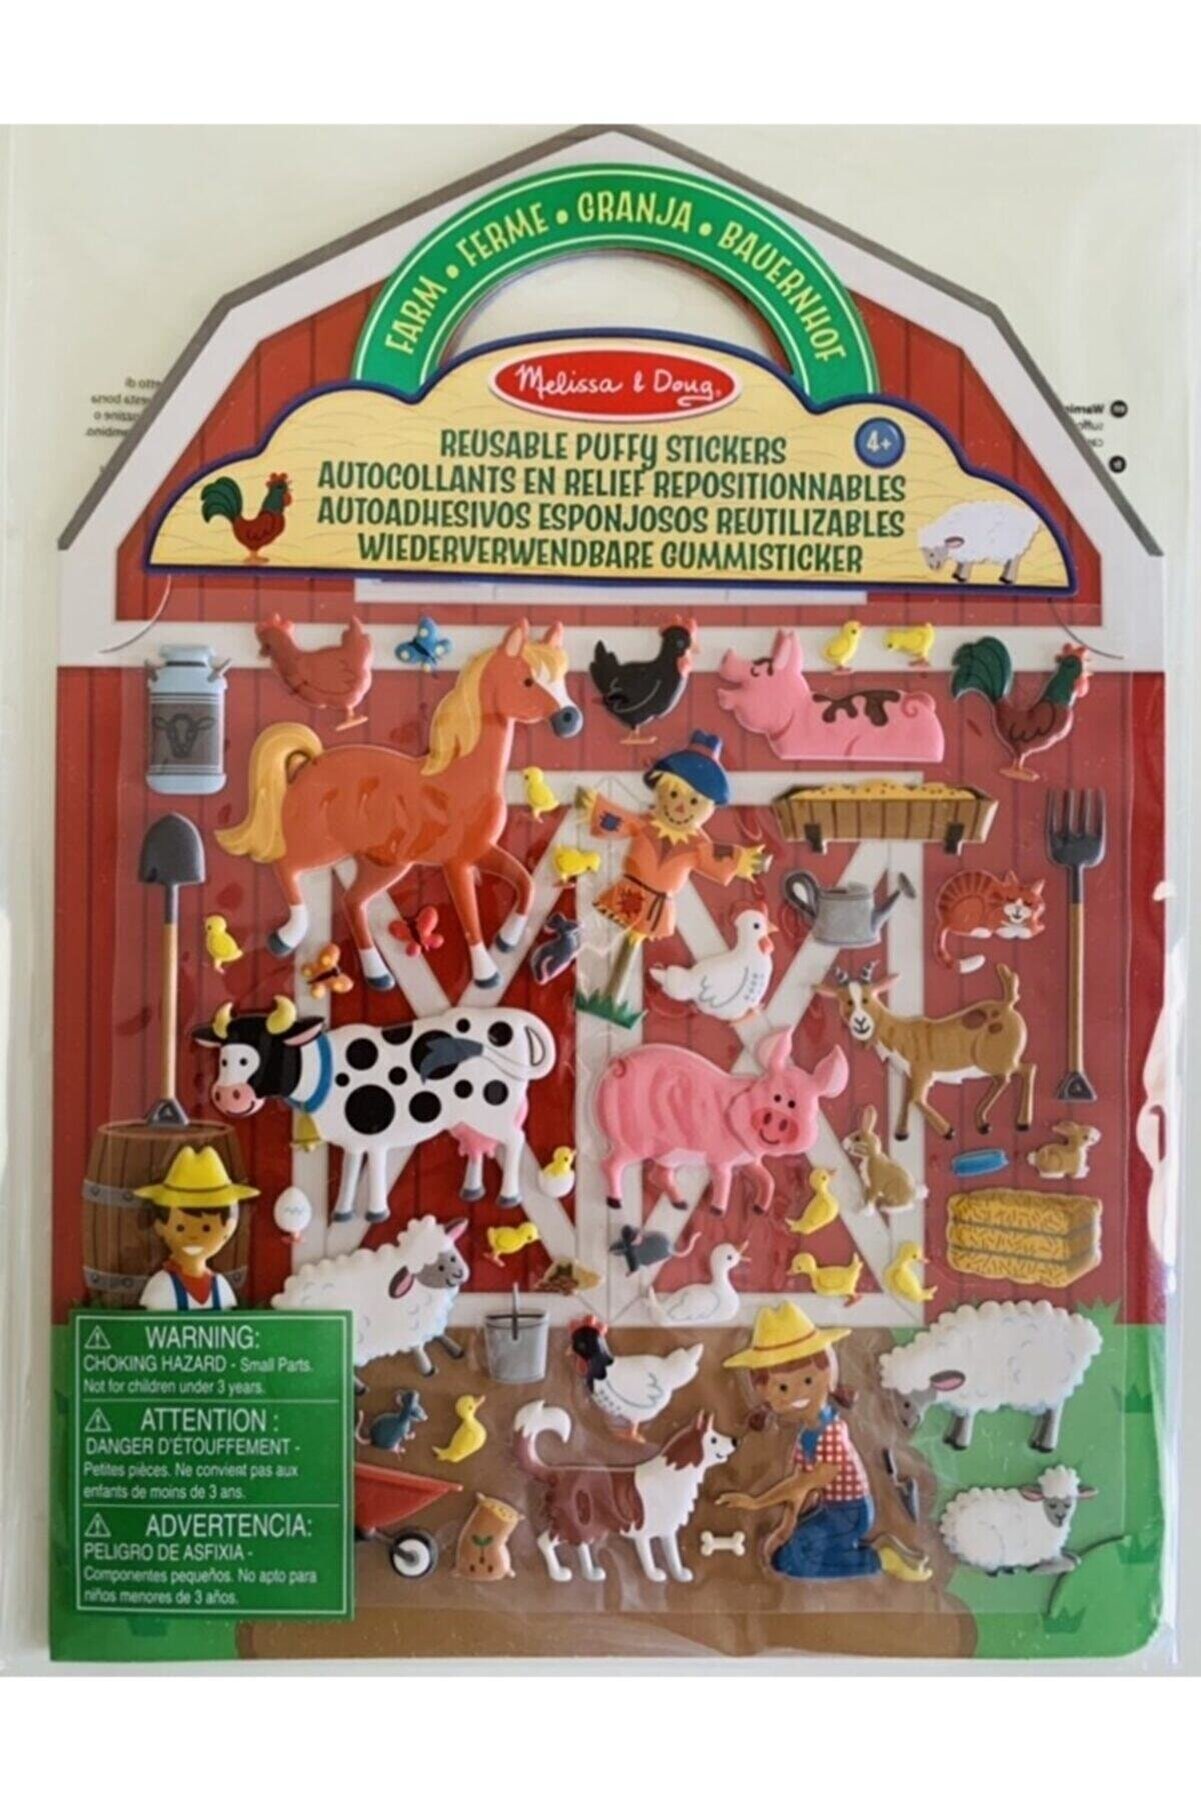 FARM • FERME • GRANJA • BAUERNHOF
Melissa & Doug®
4+
REUSABLE PUFFY STICKERS
AUTOCOLLANTS EN RELIEF REPOSITIONNABLES
AUTOADHESIVOS ESPONJOSOS REUTILIZABLES
WIEDERVERWENDBARE GUMMISTICKER
WARNING:
CHOKING HAZARD - Small Parts.
Not for children under 3 years.
ATTENTION :
DANGER D'ÉTOUFFEMENT -
Petites pièces. Ne convient pas aux
enfants de moins de 3 ans.
ADVERTENCIA:
PELIGRO DE ASFIXIA -
Componentes pequeños. No apto para
niños menores de 3 años.